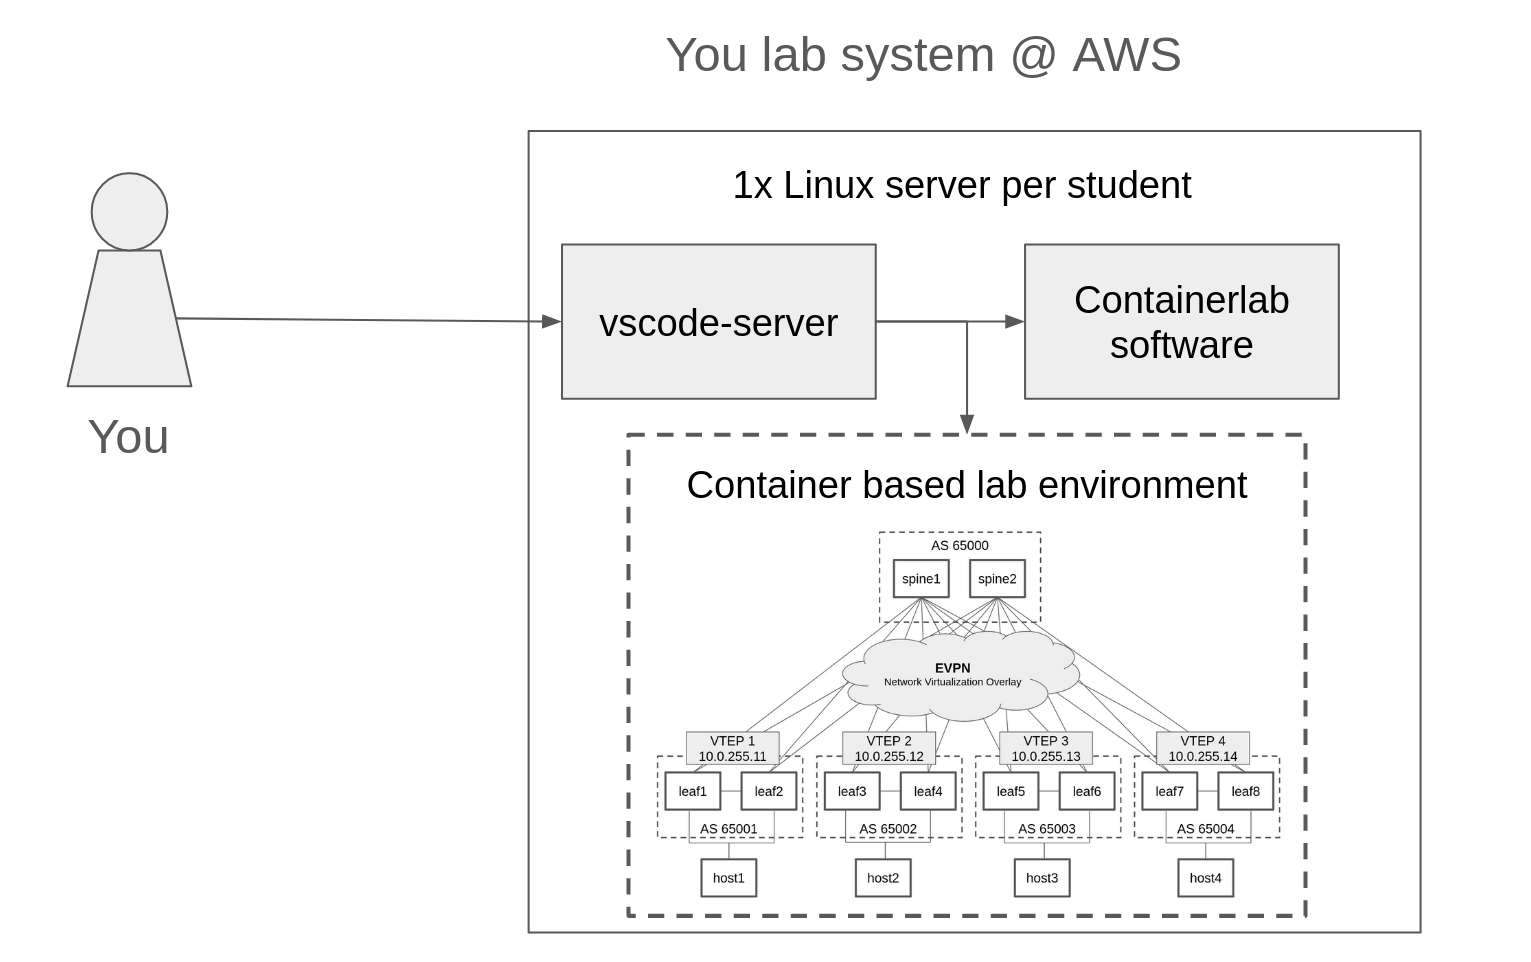 You lab system @ AWS
1x Linux server per student
vscode-server
Containerlab
software
You
Container based lab environment
AS 65000
spine1
spine2
EVPN
Network Virtualization Overlay
VTEP 1
10.0.255.11
VTEP 2
10.0.255.12
VTEP 3
10.0.255.13
VTEP 4
10.0.255.14
leaf1
leaf2
leaf3
leaf4
leaf5
leaf6
leaf7
leaf8
AS 65001
AS 65002
AS 65003
AS 65004
host1
host2
host3
host4